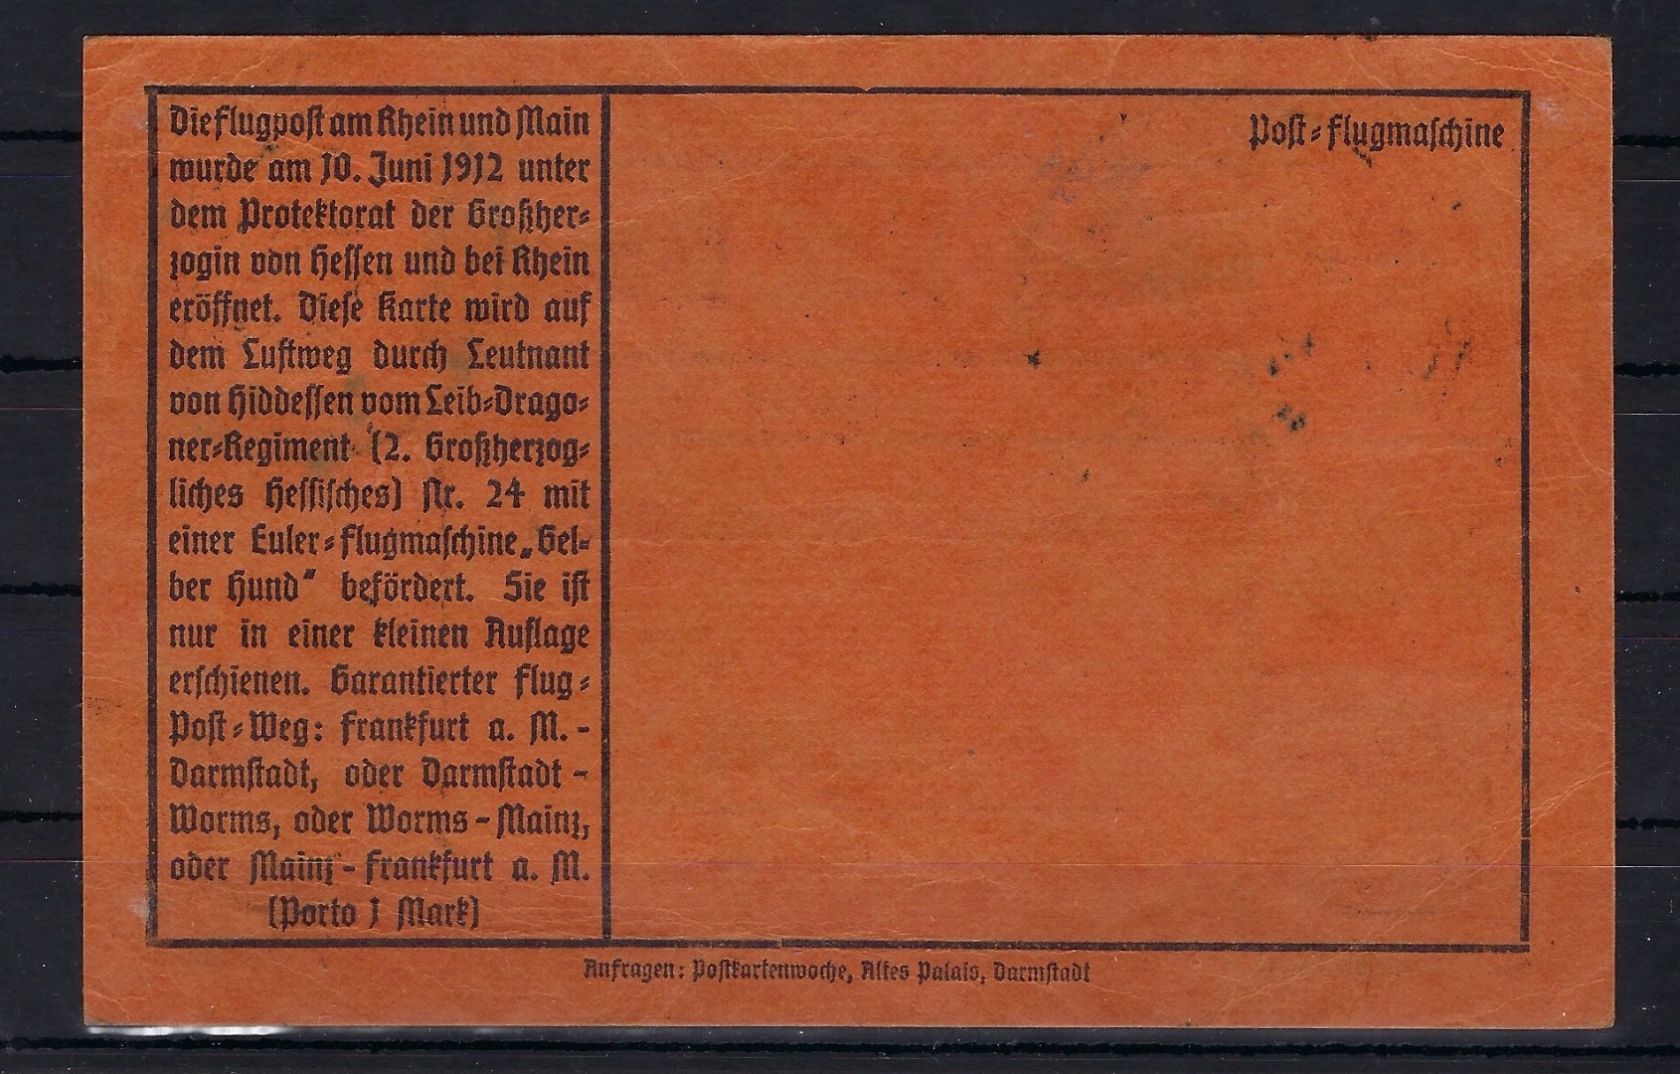 Die Flugpost am Rhein und Main
wurde am 10. Juni 1912 unter
dem Protektorat der Großher-
zogin von Hessen und bei Rhein
eröffnet. Diese Karte wird auf
dem Luftweg durch Leutnant
von Hiddessen vom Leib-Drago-
ner-Regiment (2. Großherzog-
liches Hessisches) Nr. 24 mit
einer Euler-Flugmaschine „Gel-
ber Hund" befördert. Sie ist
nur in einer kleinen Auflage
erschienen. Garantierter Flug-
Post-Weg: Frankfurt a. M. -
Darmstadt, oder Darmstadt -
Worms, oder Worms - Mainz,
oder Mainz - Frankfurt a. M.
(Porto 1 Mark)
Post-Flugmaschine
Anfragen: Postkartenwoche, Altes Palais, Darmstadt